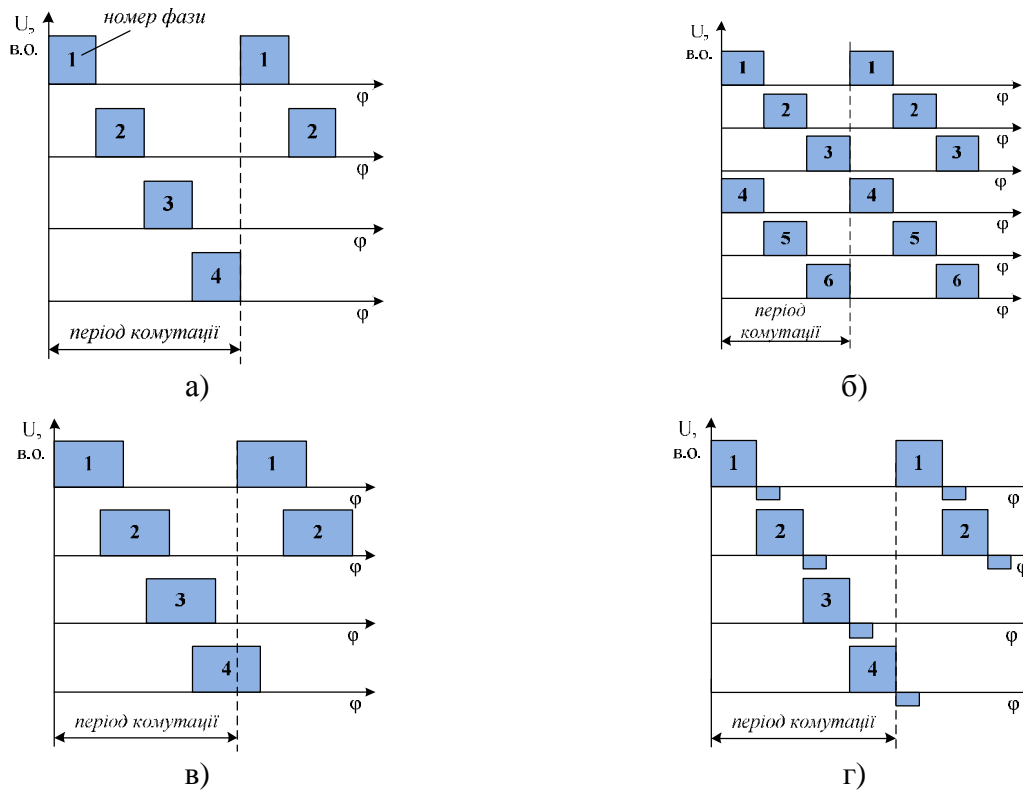 U,
в.о.
номер фази
1
1
φ
2
2
φ
3
φ
4
φ
період комутації
а)
U,
в.о.
1
1
φ
2
2
φ
3
3
φ
4
4
φ
5
5
φ
6
6
φ
період
комутації
б)
U,
в.о.
1
1
φ
2
2
φ
3
φ
4
φ
період комутації
в)
U,
в.о.
1
1
φ
2
2
φ
3
φ
4
φ
період комутації
г)